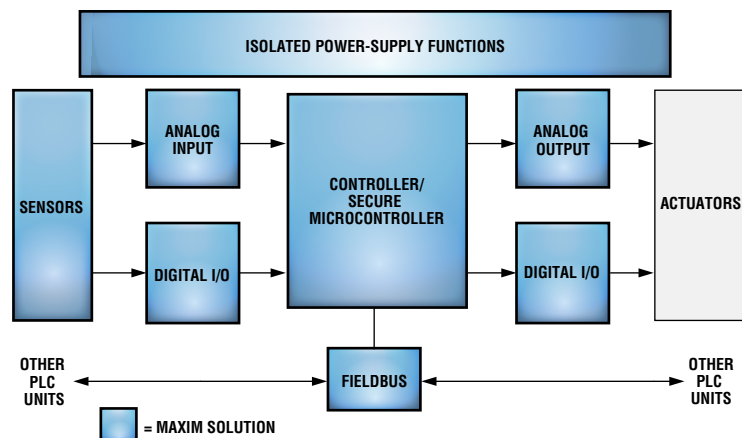 ISOLATED POWER-SUPPLY FUNCTIONS
SENSORS
ANALOG
INPUT
DIGITAL I/O
CONTROLLER/
SECURE
MICROCONTROLLER
ANALOG
OUTPUT
DIGITAL I/O
ACTUATORS
OTHER
PLC
UNITS
FIELDBUS
OTHER
PLC
UNITS
= MAXIM SOLUTION